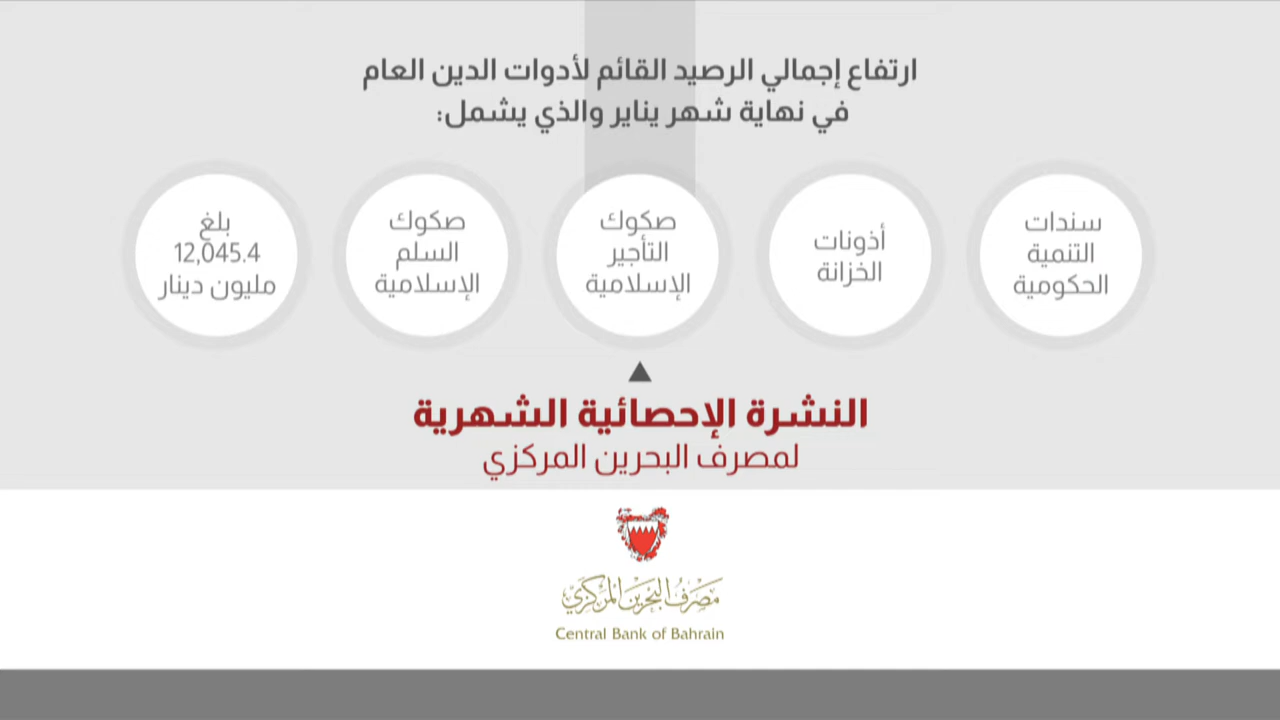 ارتفاع إجمالي الرصيد القائم لأدوات الدين العام
في نهاية شهر يناير والذي يشمل:
سندات
التنمية
الحكومية
أذونات
الخزانة
صكوك
التأجير
الإسلامية
صكوك
السلم
الإسلامية
بلغ
12,045.4
مليون دينار
النشرة الإحصائية الشهرية
لمصرف البحرين المركزي
مصرف البحرين المركزي
Central Bank of Bahrain